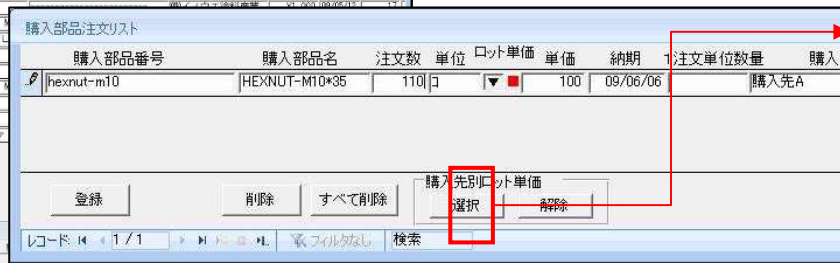 購入部品注文リスト
購入部品番号 購入部品名 注文数 単位 ロット単価 単価 納期 1注文単位数量 購入
hexnut-m10 HEXNUT-M10*35 110 コ 100 09/06/06 購入先A
購入先別ロット単価
登録 削除 すべて削除 選択 解除
レコード: 1 / 1 フィルタなし 検索